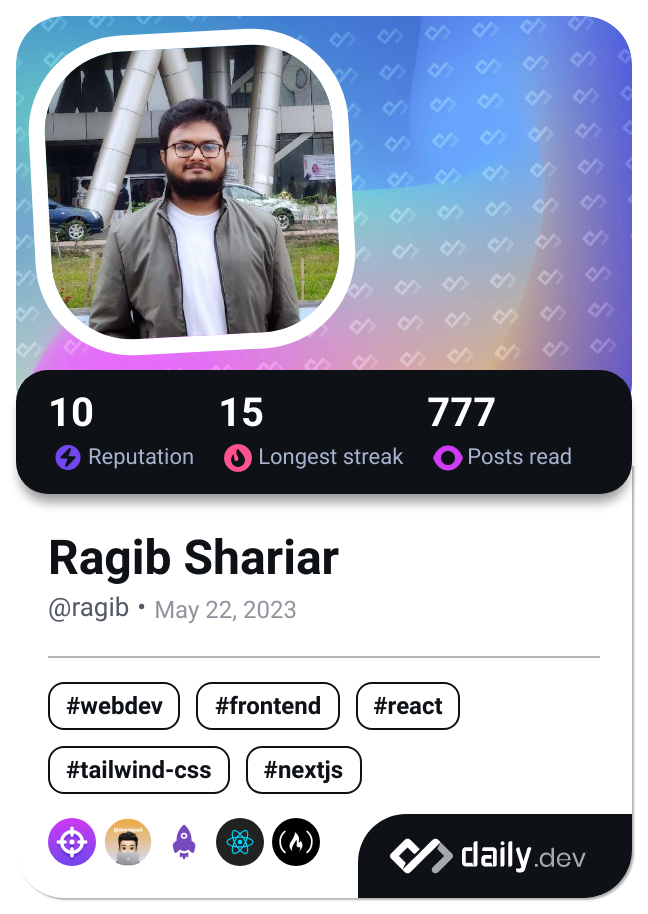 10 15 777
Reputation Longest streak Posts read
Ragib Shariar
@ragib • May 22, 2023
#webdev #frontend #react
#tailwind-css #nextjs
daily.dev